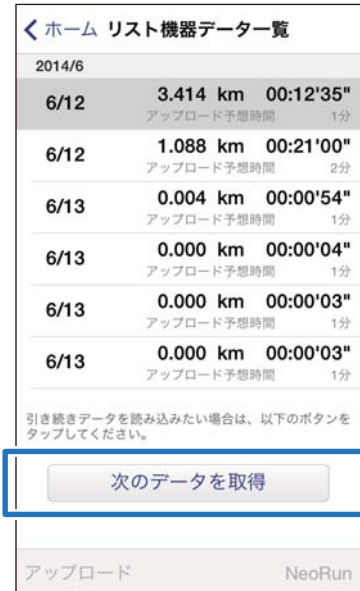 ホーム リスト機器データ一覧
2014/6
6/12 3.414 km 00:12'35"
アップロード予想時間 1分
6/12 1.088 km 00:21'00"
アップロード予想時間 2分
6/13 0.004 km 00:00'54"
アップロード予想時間 1分
6/13 0.000 km 00:00'04"
アップロード予想時間 1分
6/13 0.000 km 00:00'03"
アップロード予想時間 1分
6/13 0.000 km 00:00'03"
アップロード予想時間 1分
引き続きデータを読み込みたい場合は、以下のボタンを
タップしてください。
次のデータを取得
アップロード NeoRun